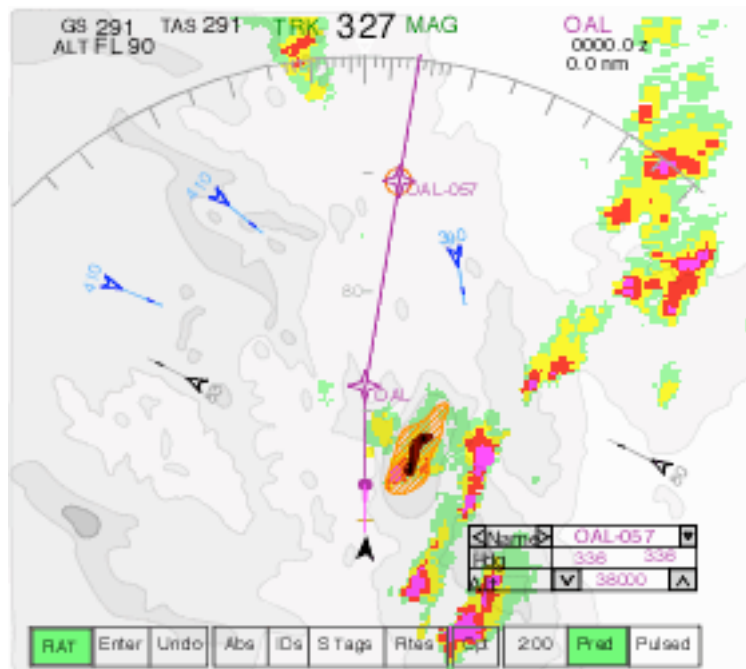 GS 291 TAS 291 TRK 327 MAG OAL
ALT FL 90 0000.0 z
0.0 nm
OAL-057
410
390
410
80
OAL
<Name> OAL-057
Hdg 336 336
Alt 38000
RAT Enter Undo Abs IDs S Tags Rtes 200 Pred Pulsed